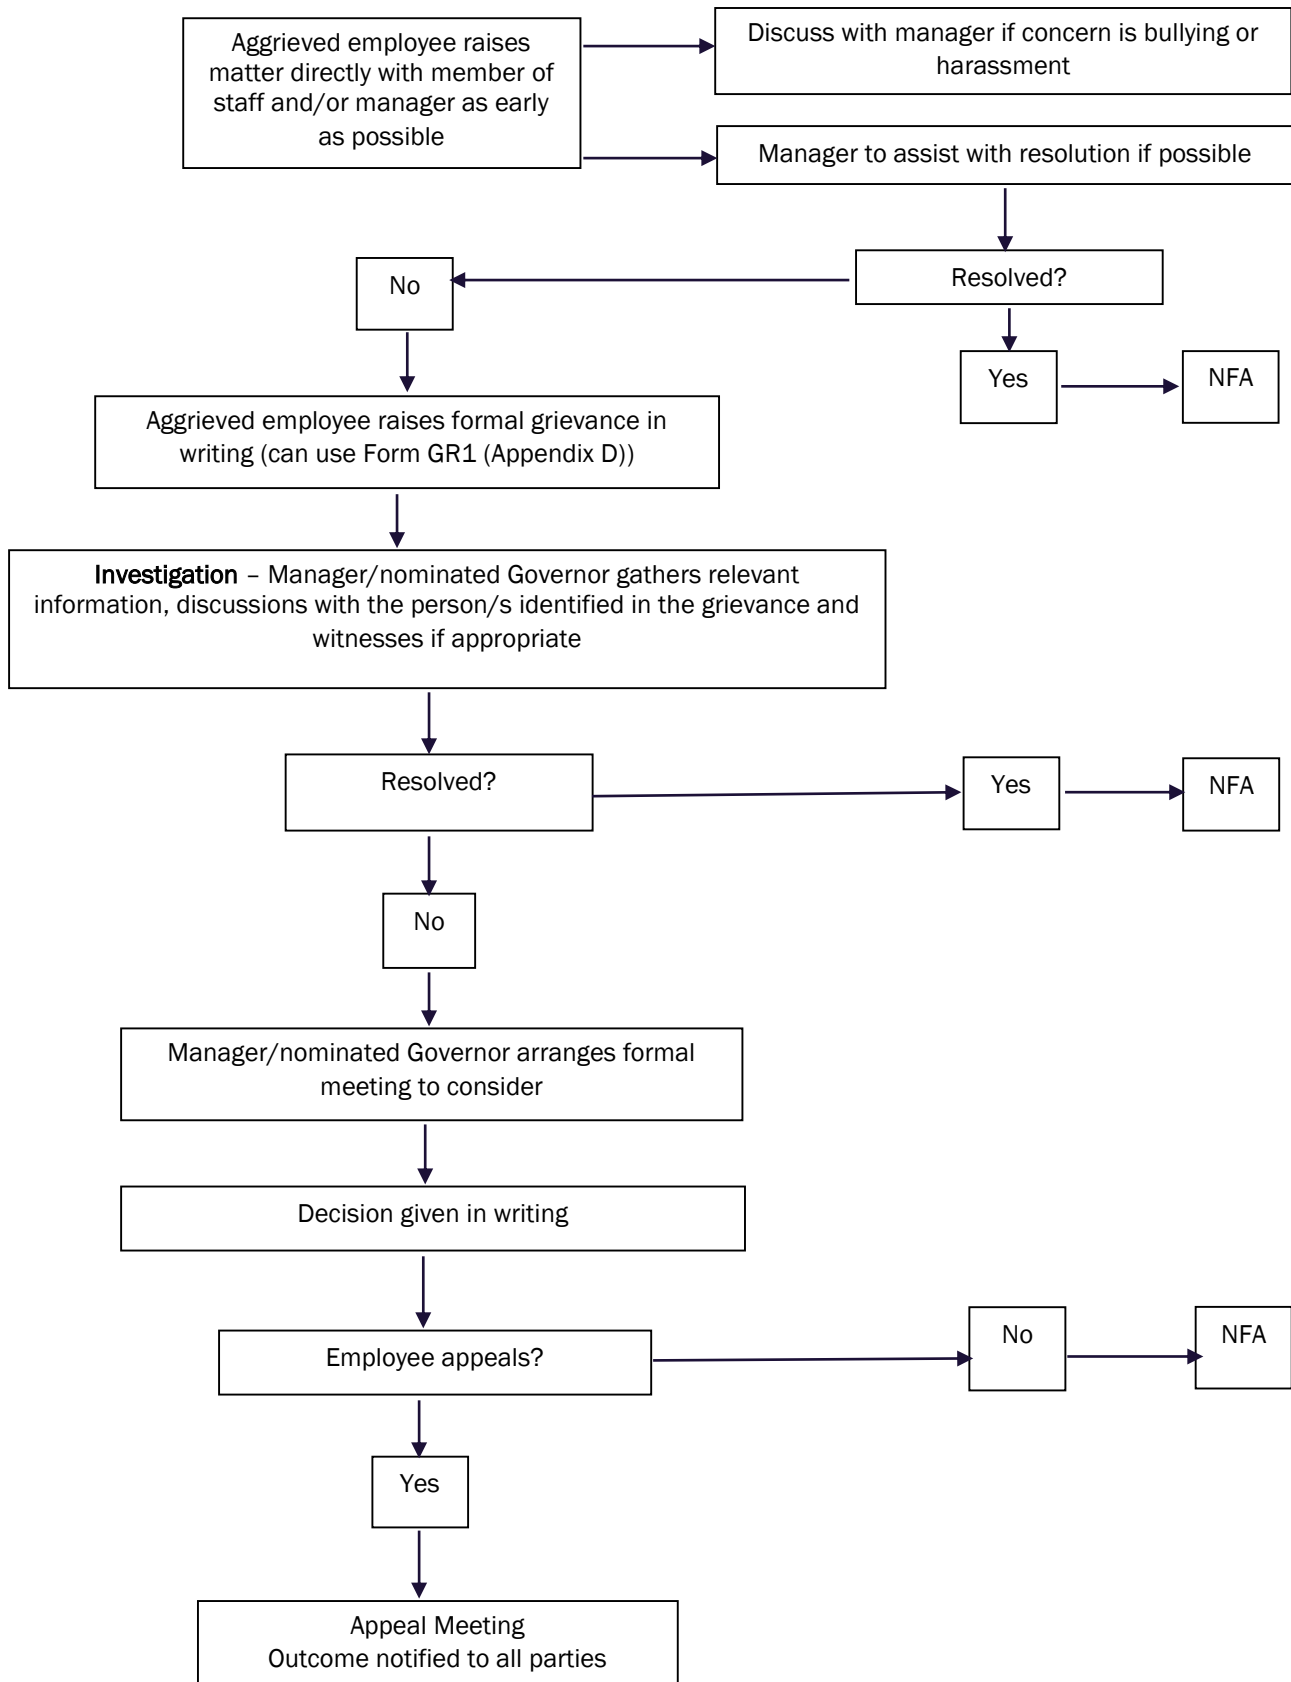 Aggrieved employee raises
matter directly with member of
staff and/or manager as early
as possible
Discuss with manager if concern is bullying or
harassment
Manager to assist with resolution if possible
Resolved?
No
Yes
NFA
Aggrieved employee raises formal grievance in
writing (can use Form GR1 (Appendix D))
Investigation – Manager/nominated Governor gathers relevant
information, discussions with the person/s identified in the grievance and
witnesses if appropriate
Resolved?
Yes
NFA
No
Manager/nominated Governor arranges formal
meeting to consider
Decision given in writing
Employee appeals?
No
NFA
Yes
Appeal Meeting
Outcome notified to all parties